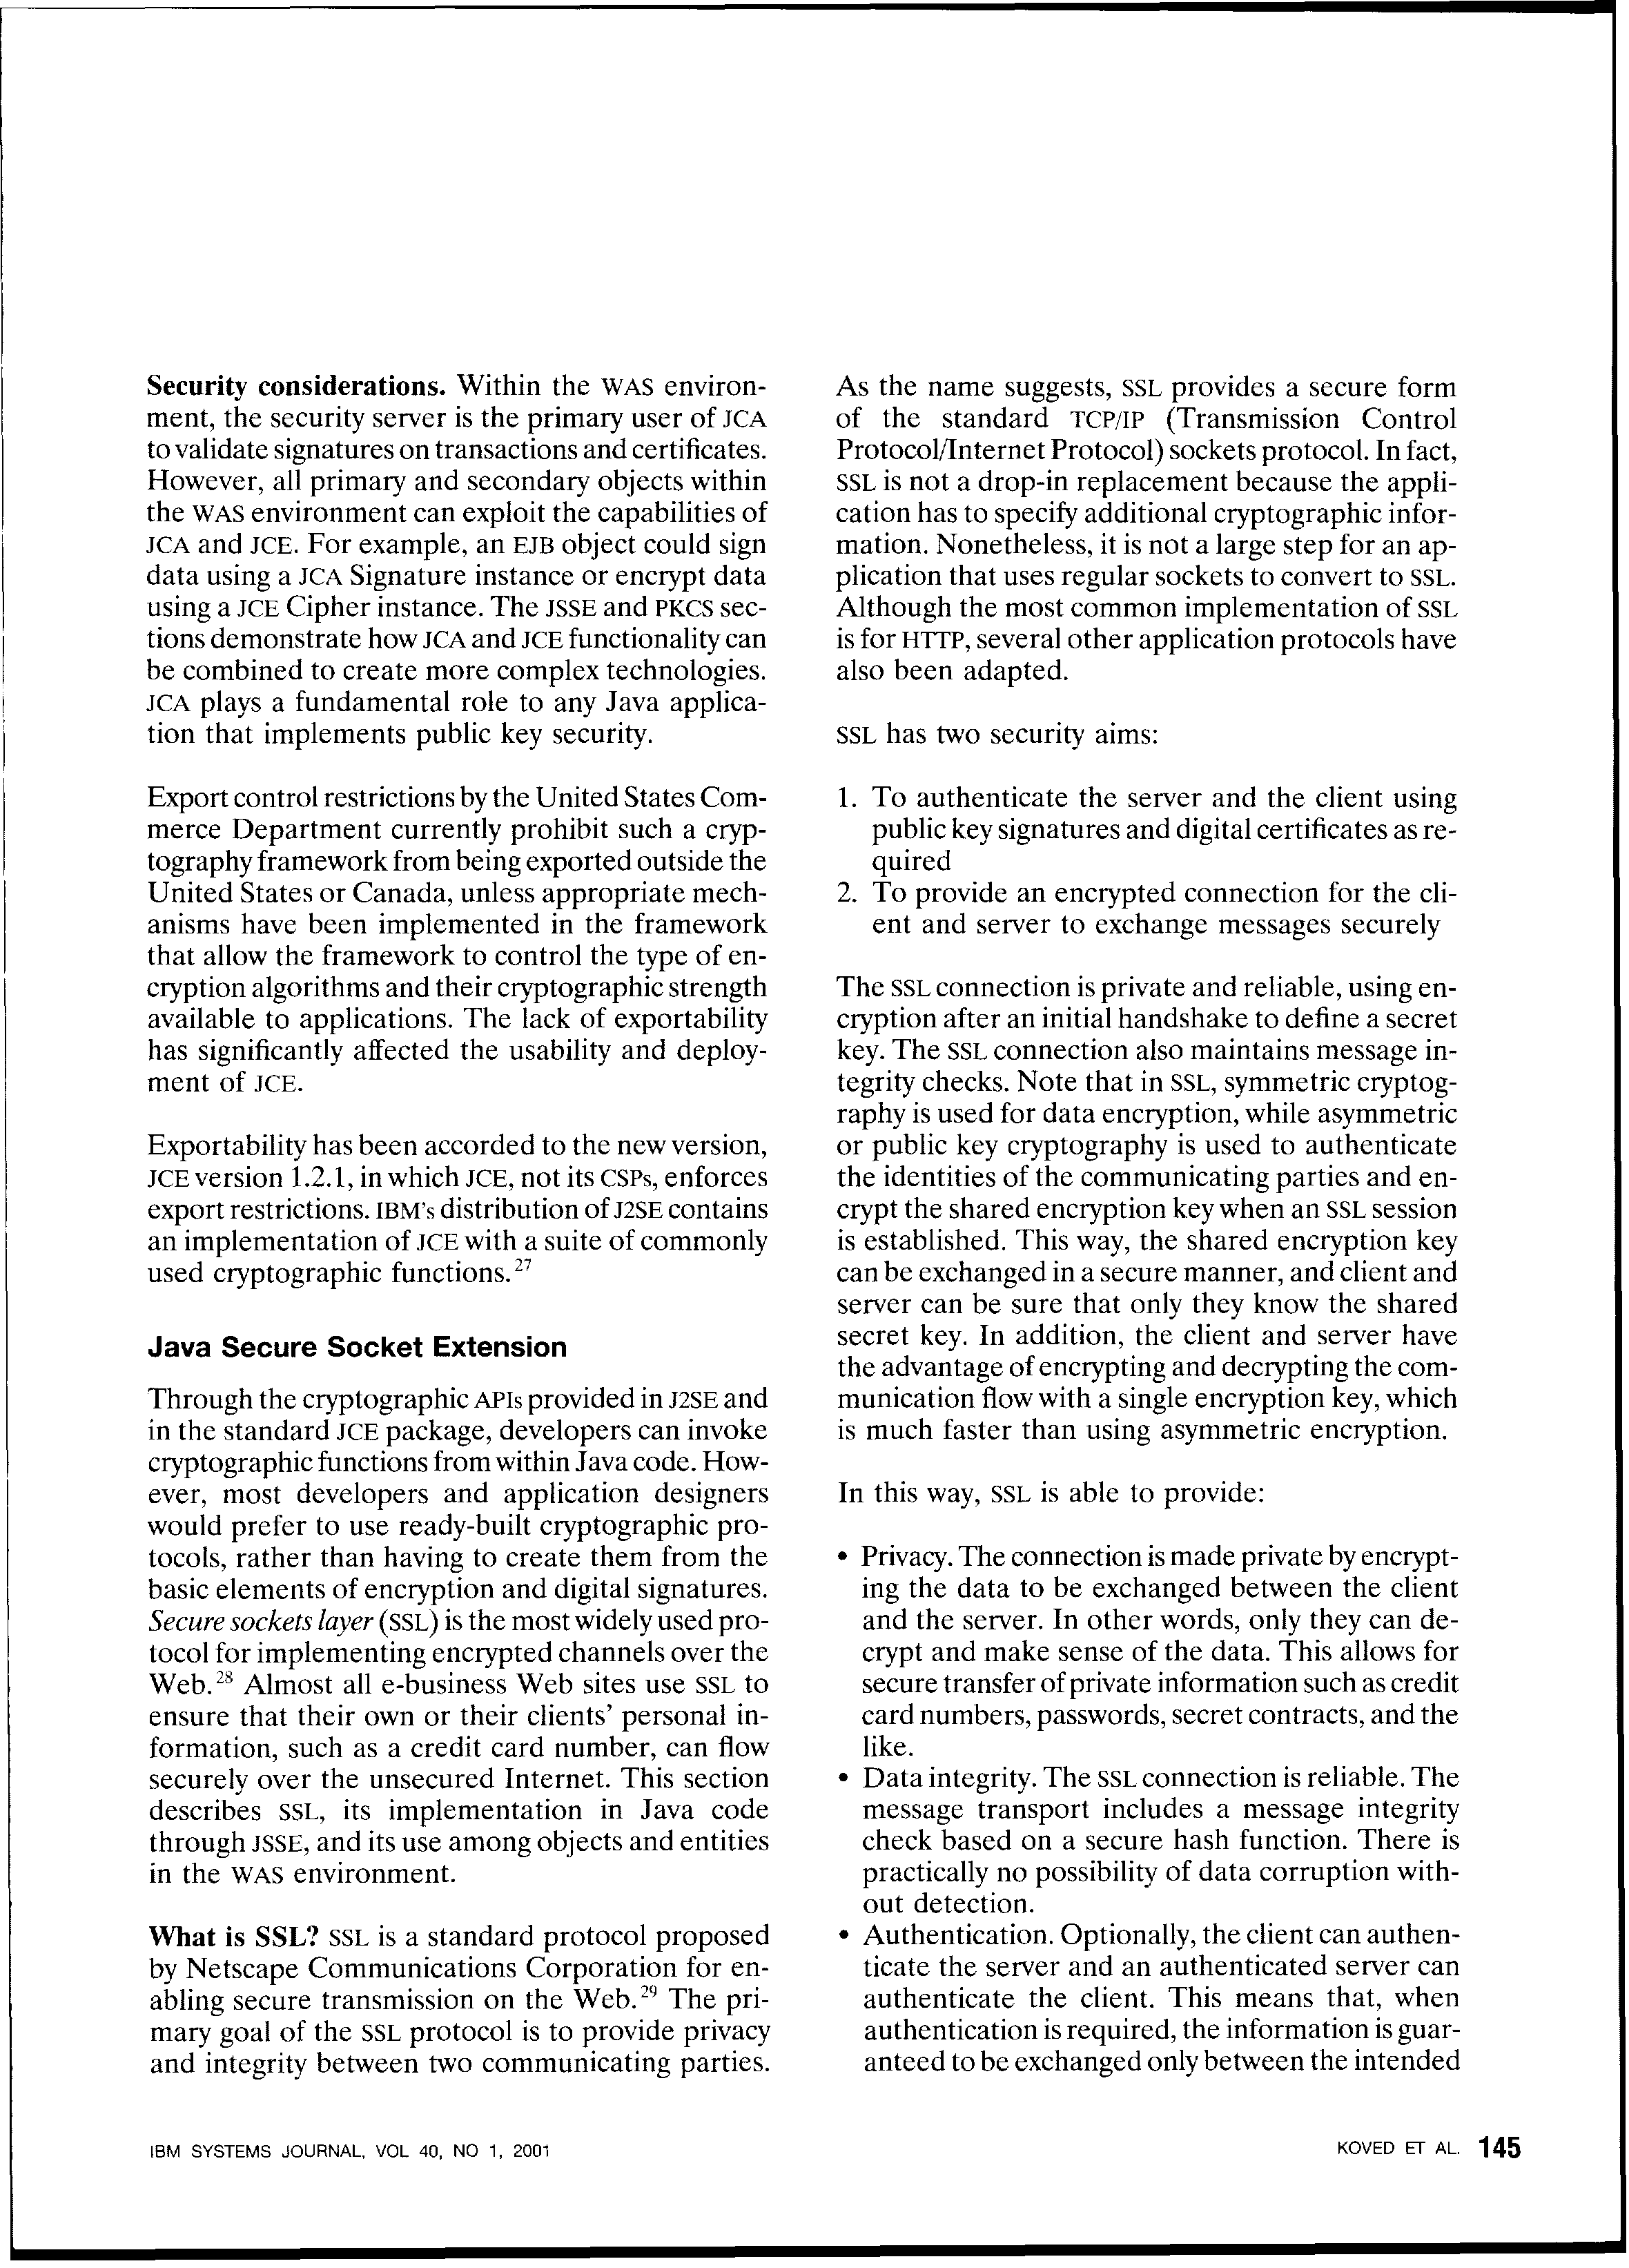 Security considerations. Within the WAS environ-
ment, the security server is the primary user of JCA
to validate signatures on transactions and certificates.
However, all primary and secondary objects within
the WAS environment can exploit the capabilities of
JCA and JCE. For example, an EJB object could sign
data using a JCA Signature instance or encrypt data
using a JCE Cipher instance. The JSSE and PKCS sec-
tions demonstrate how JCA and JCE functionality can
be combined to create more complex technologies.
JCA plays a fundamental role to any Java applica-
tion that implements public key security.
Export control restrictions by the United States Com-
merce Department currently prohibit such a cryp-
tography framework from being exported outside the
United States or Canada, unless appropriate mech-
anisms have been implemented in the framework
that allow the framework to control the type of en-
cryption algorithms and their cryptographic strength
available to applications. The lack of exportability
has significantly affected the usability and deploy-
ment of JCE.
Exportability has been accorded to the new version,
JCE version 1.2.1, in which JCE, not its CSPs, enforces
export restrictions. IBM's distribution of J2SE contains
an implementation of JCE with a suite of commonly
used cryptographic functions.27
Java Secure Socket Extension
Through the cryptographic APIs provided in J2SE and
in the standard JCE package, developers can invoke
cryptographic functions from within Java code. How-
ever, most developers and application designers
would prefer to use ready-built cryptographic pro-
tocols, rather than having to create them from the
basic elements of encryption and digital signatures.
Secure sockets layer (SSL) is the most widely used pro-
tocol for implementing encrypted channels over the
Web.28 Almost all e-business Web sites use SSL to
ensure that their own or their clients' personal in-
formation, such as a credit card number, can flow
securely over the unsecured Internet. This section
describes SSL, its implementation in Java code
through JSSE, and its use among objects and entities
in the WAS environment.
What is SSL? SSL is a standard protocol proposed
by Netscape Communications Corporation for en-
abling secure transmission on the Web.29 The pri-
mary goal of the SSL protocol is to provide privacy
and integrity between two communicating parties.
As the name suggests, SSL provides a secure form
of the standard TCP/IP (Transmission Control
Protocol/Internet Protocol) sockets protocol. In fact,
SSL is not a drop-in replacement because the appli-
cation has to specify additional cryptographic infor-
mation. Nonetheless, it is not a large step for an ap-
plication that uses regular sockets to convert to SSL.
Although the most common implementation of SSL
is for HTTP, several other application protocols have
also been adapted.
SSL has two security aims:
1. To authenticate the server and the client using
public key signatures and digital certificates as re-
quired
2. To provide an encrypted connection for the cli-
ent and server to exchange messages securely
The SSL connection is private and reliable, using en-
cryption after an initial handshake to define a secret
key. The SSL connection also maintains message in-
tegrity checks. Note that in SSL, symmetric cryptog-
raphy is used for data encryption, while asymmetric
or public key cryptography is used to authenticate
the identities of the communicating parties and en-
crypt the shared encryption key when an SSL session
is established. This way, the shared encryption key
can be exchanged in a secure manner, and client and
server can be sure that only they know the shared
secret key. In addition, the client and server have
the advantage of encrypting and decrypting the com-
munication flow with a single encryption key, which
is much faster than using asymmetric encryption.
In this way, SSL is able to provide:
• Privacy. The connection is made private by encrypt-
ing the data to be exchanged between the client
and the server. In other words, only they can de-
crypt and make sense of the data. This allows for
secure transfer of private information such as credit
card numbers, passwords, secret contracts, and the
like.
• Data integrity. The SSL connection is reliable. The
message transport includes a message integrity
check based on a secure hash function. There is
practically no possibility of data corruption with-
out detection.
• Authentication. Optionally, the client can authen-
ticate the server and an authenticated server can
authenticate the client. This means that, when
authentication is required, the information is guar-
anteed to be exchanged only between the intended
IBM SYSTEMS JOURNAL, VOL 40, NO 1, 2001
KOVED ET AL. 145